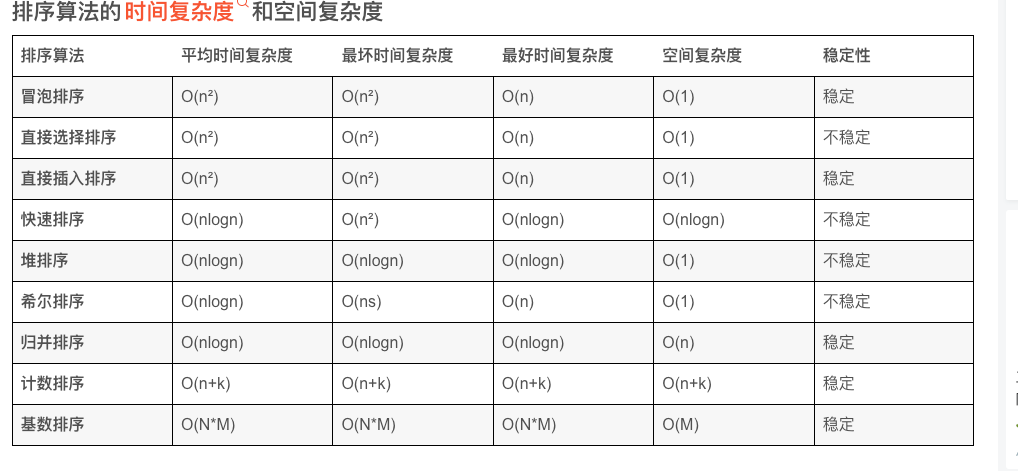 排序算法的时间复杂度和空间复杂度
排序算法 平均时间复杂度 最坏时间复杂度 最好时间复杂度 空间复杂度 稳定性
冒泡排序 O(n²) O(n²) O(n) O(1) 稳定
直接选择排序 O(n²) O(n²) O(n) O(1) 不稳定
直接插入排序 O(n²) O(n²) O(n) O(1) 稳定
快速排序 O(nlogn) O(n²) O(nlogn) O(nlogn) 不稳定
堆排序 O(nlogn) O(nlogn) O(nlogn) O(1) 不稳定
希尔排序 O(nlogn) O(ns) O(n) O(1) 不稳定
归并排序 O(nlogn) O(nlogn) O(nlogn) O(n) 稳定
计数排序 O(n+k) O(n+k) O(n+k) O(n+k) 稳定
基数排序 O(N*M) O(N*M) O(N*M) O(M) 稳定